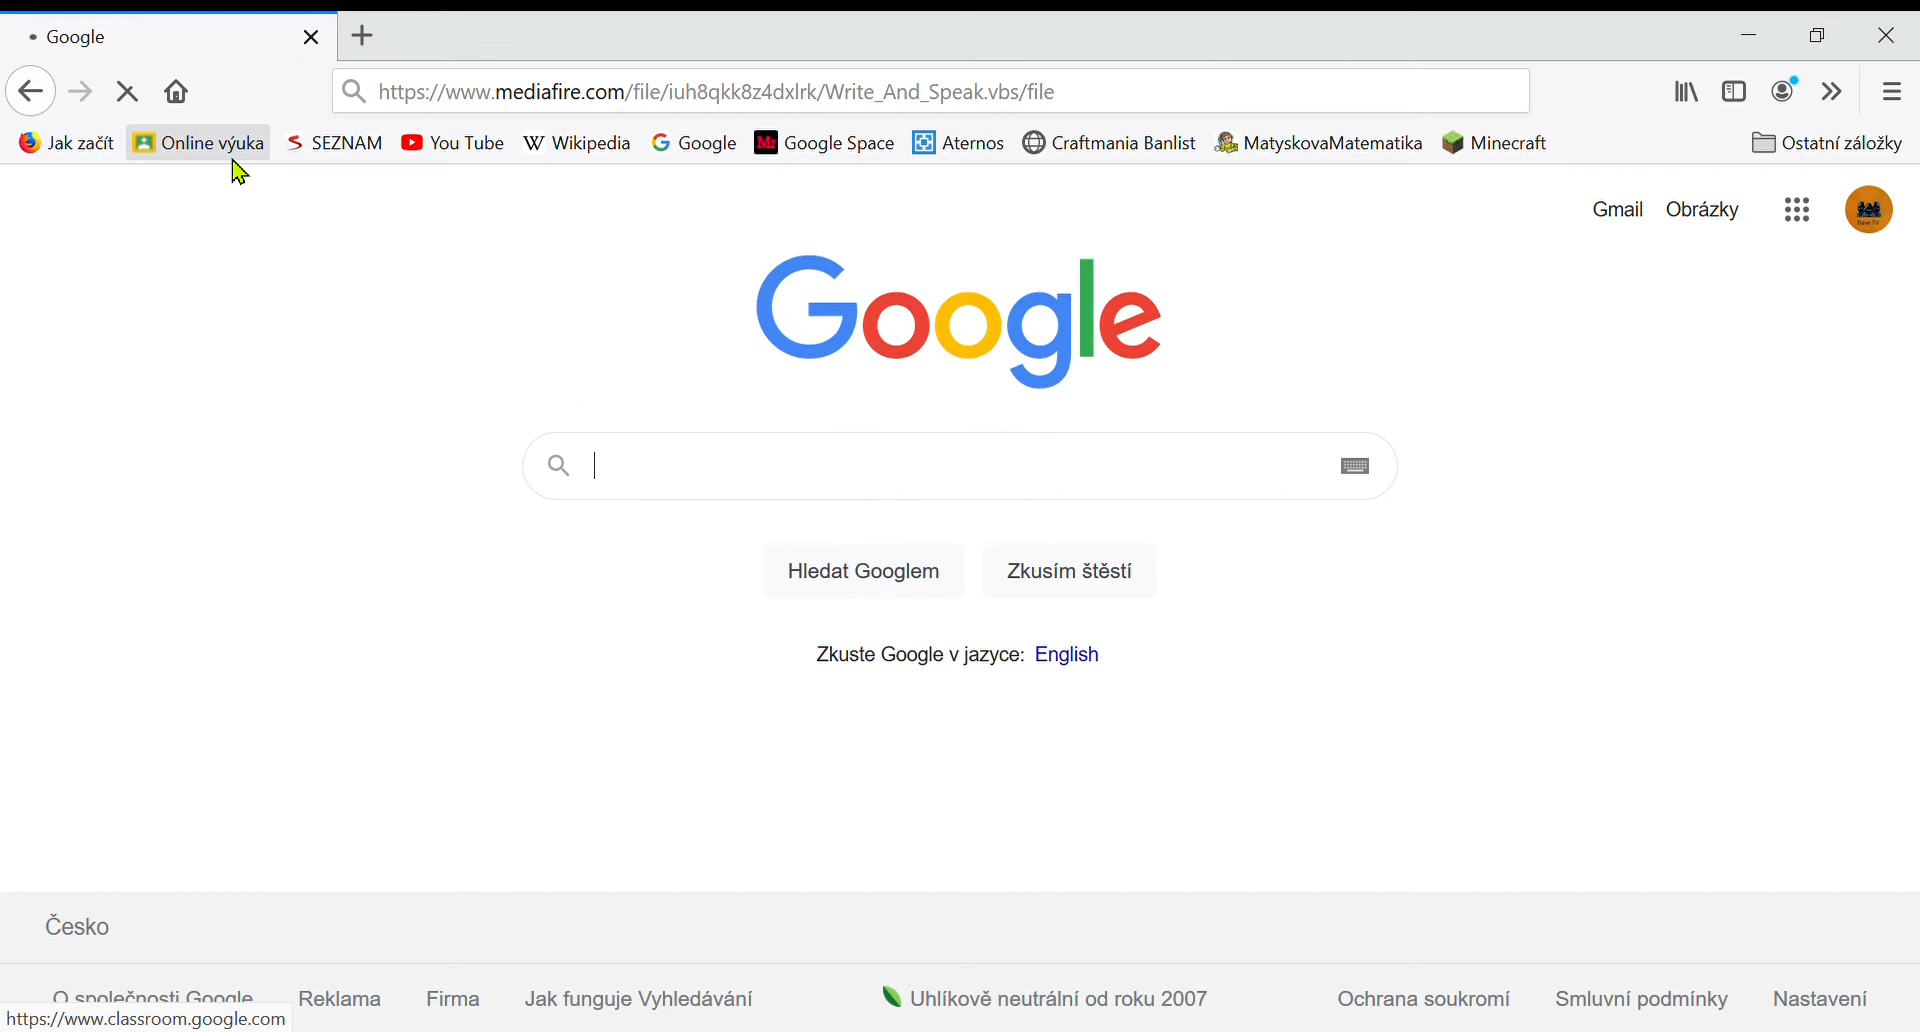 Google
https://www.mediafire.com/file/iuh8qkk8z4dxlrk/Write_And_Speak.vbs/file
Jak začít Online výuka SEZNAM You Tube Wikipedia Google Google Space Aternos Craftmania Banlist MatyskovaMatematika Minecraft Ostatní záložky
Gmail Obrázky
Google
Hledat Googlem Zkusím štěstí
Zkuste Google v jazyce: English
Česko
O společnosti Google Reklama Firma Jak funguje Vyhledávání Uhlíkově neutrální od roku 2007 Ochrana soukromí Smluvní podmínky Nastavení
https://www.classroom.google.com